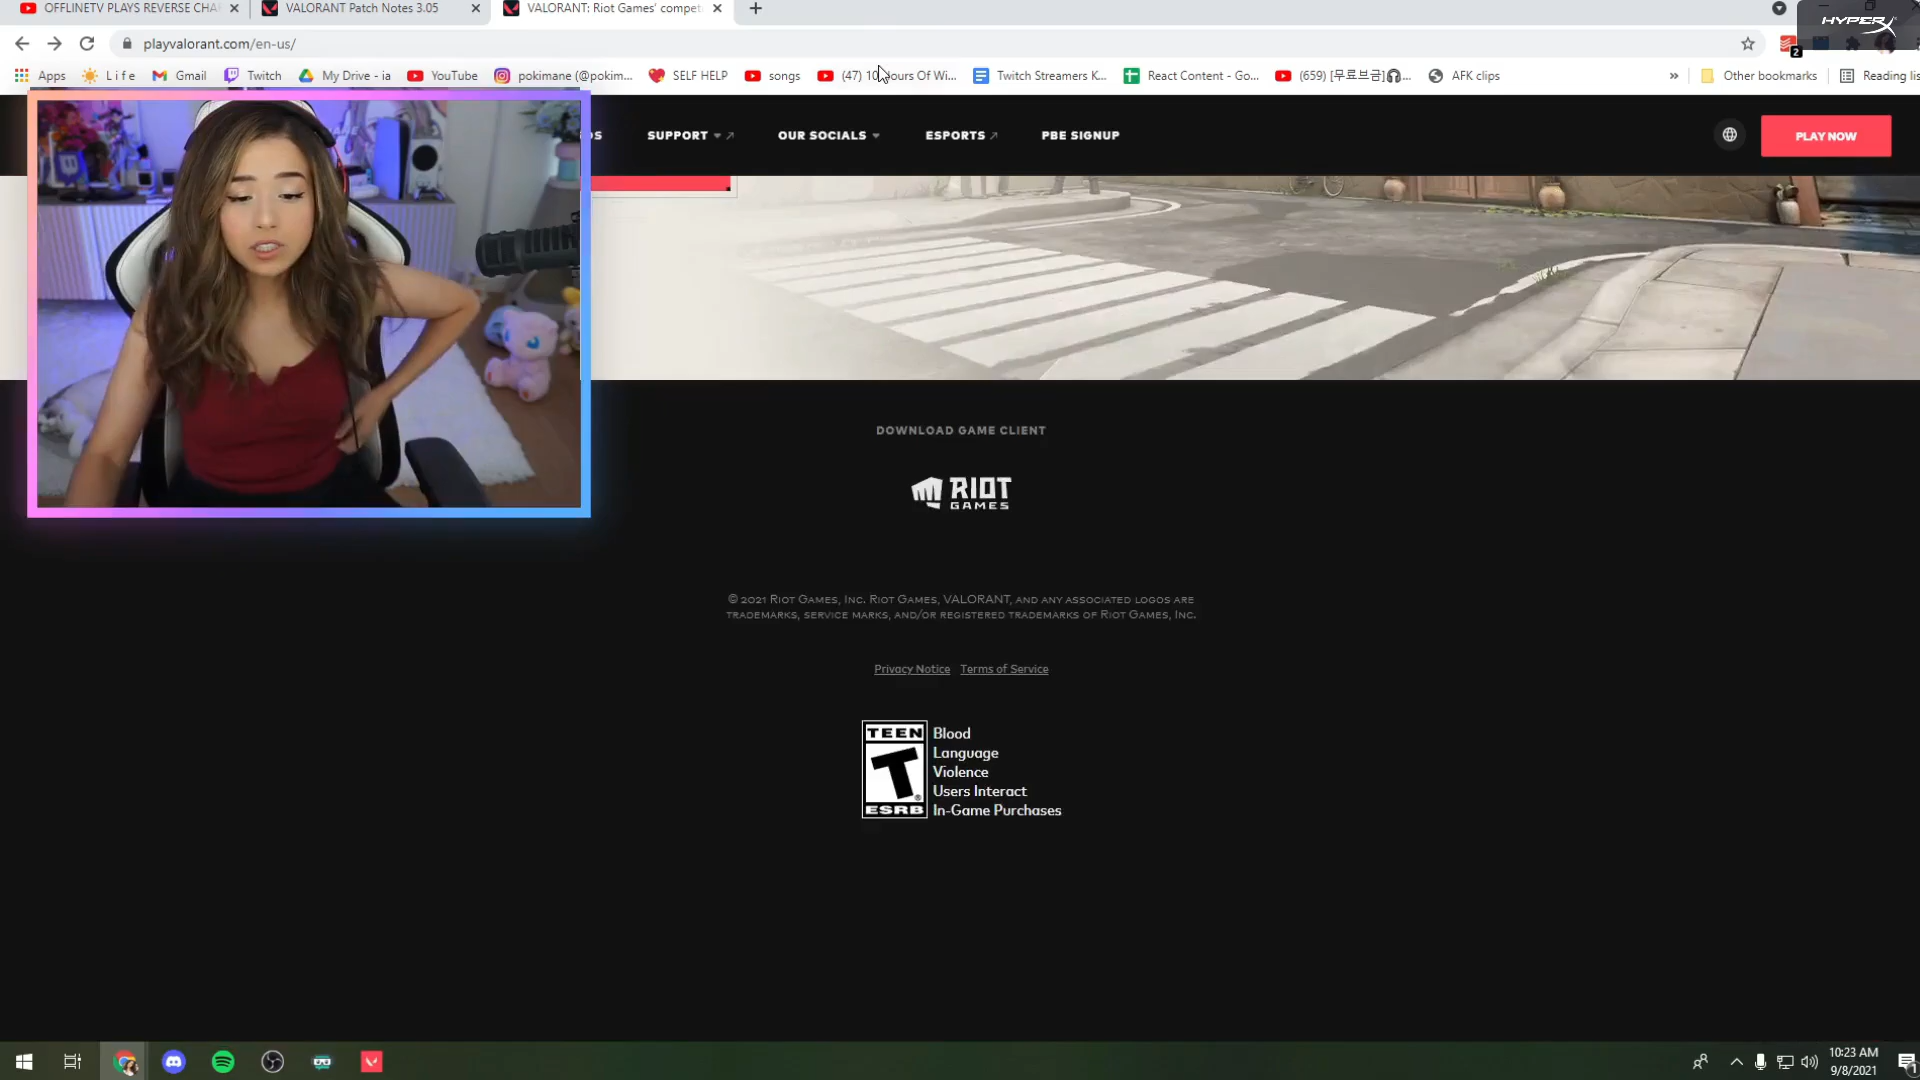 OFFLINETV PLAYS REVERSE CHA
VALORANT Patch Notes 3.05
VALORANT: Riot Games' compet
HYPERX
playvalorant.com/en-us/
2
Apps
L i f e
Gmail
Twitch
My Drive - ia
YouTube
pokimane (@pokim...
SELF HELP
songs
(47) 10 Hours Of Wi...
Twitch Streamers K...
React Content - Go...
(659) [무료브금]🎧...
AFK clips
»
Other bookmarks
Reading lis
SUPPORT
OUR SOCIALS
ESPORTS
PBE SIGNUP
PLAY NOW
DOWNLOAD GAME CLIENT
RIOT
GAMES
© 2021 Riot Games, Inc. Riot Games, VALORANT, and any associated logos are
trademarks, service marks, and/or registered trademarks of Riot Games, Inc.
Privacy Notice Terms of Service
TEEN
T
ESRB
Blood
Language
Violence
Users Interact
In-Game Purchases
10:23 AM
9/8/2021
1